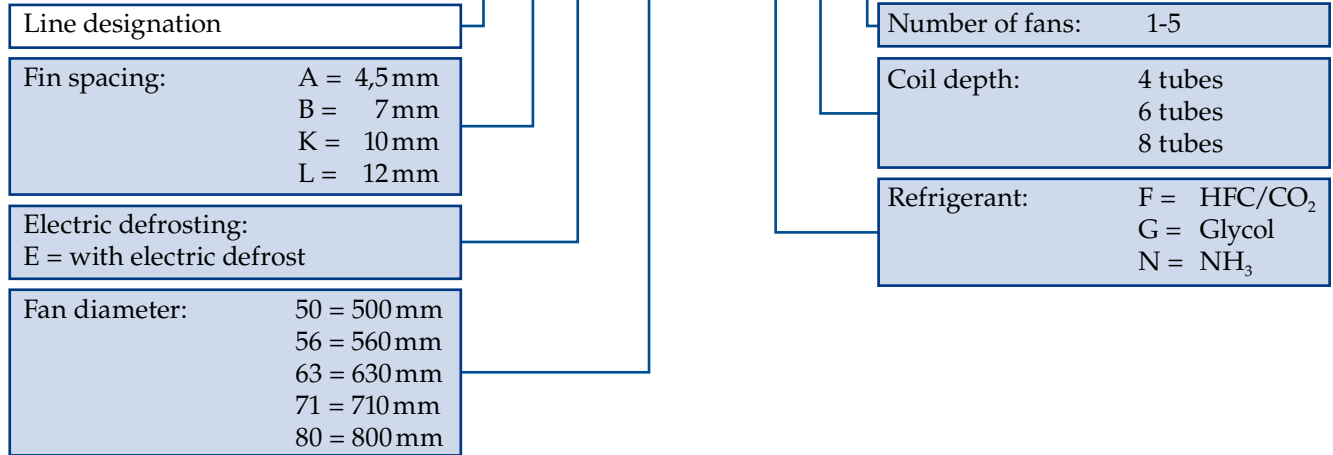 Line designation
Fin spacing: A = 4,5 mm
B = 7 mm
K = 10 mm
L = 12 mm
Electric defrosting:
E = with electric defrost
Fan diameter: 50 = 500 mm
56 = 560 mm
63 = 630 mm
71 = 710 mm
80 = 800 mm
Number of fans: 1-5
Coil depth: 4 tubes
6 tubes
8 tubes
Refrigerant: F = HFC/CO₂
G = Glycol
N = NH₃